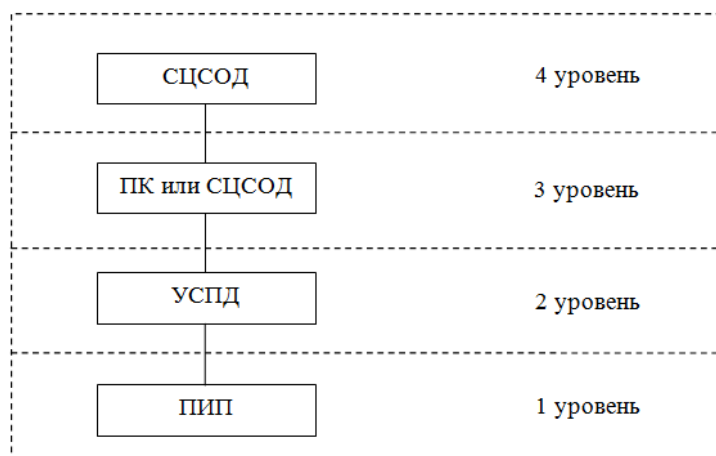 СЦСОД 4 уровень
ПК или СЦСОД 3 уровень
УСПД 2 уровень
ПИП 1 уровень